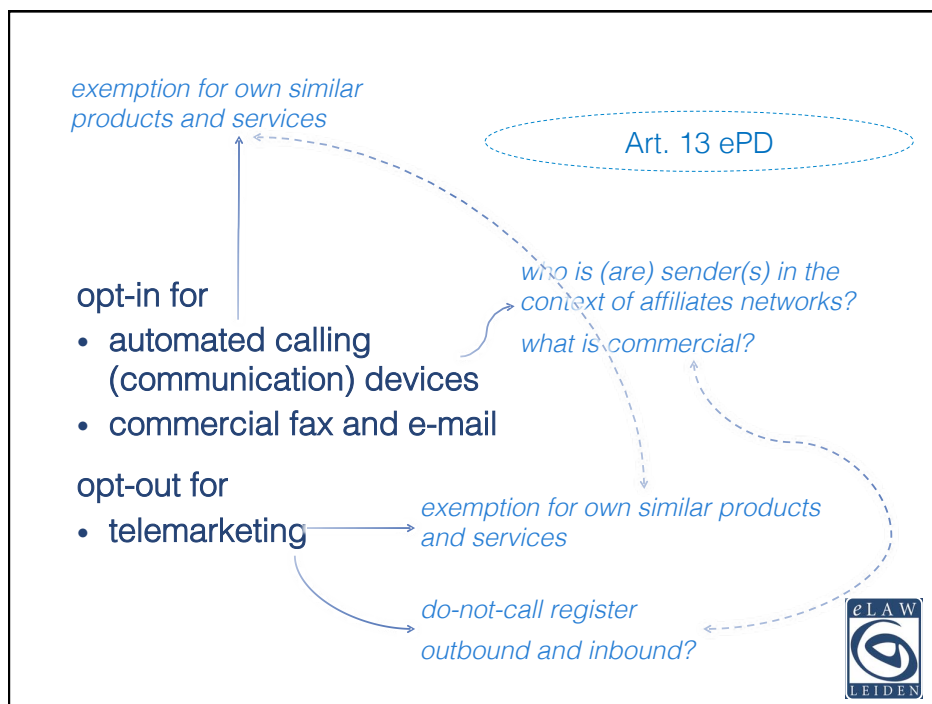 exemption for own similar
products and services
Art. 13 ePD
who is (are) sender(s) in the
context of affiliates networks?
what is commercial?
opt-in for
• automated calling
(communication) devices
• commercial fax and e-mail
opt-out for
• telemarketing
exemption for own similar products
and services
do-not-call register
outbound and inbound?
eLAW
LEIDEN